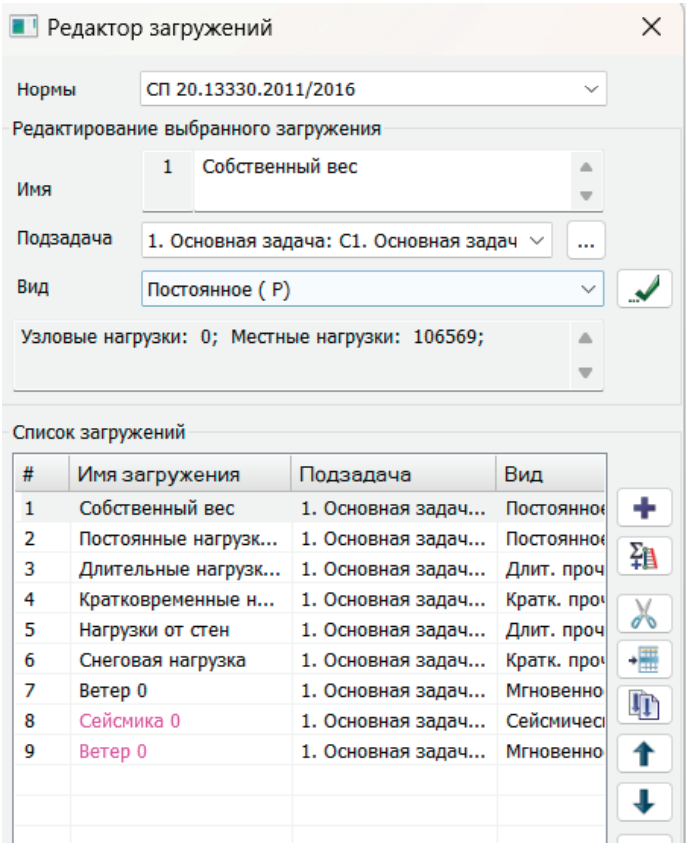 Редактор загружений
Нормы СП 20.13330.2011/2016
Редактирование выбранного загружения
Имя 1 Собственный вес
Подзадача 1. Основная задача: С1. Основная задач ...
Вид Постоянное ( P)
Узловые нагрузки: 0; Местные нагрузки: 106569;
Список загружений
# Имя загружения Подзадача Вид
1 Собственный вес 1. Основная задач... Постоянное
2 Постоянные нагрузк... 1. Основная задач... Постоянное
3 Длительные нагрузк... 1. Основная задач... Длит. проч
4 Кратковременные н... 1. Основная задач... Кратк. проч
5 Нагрузки от стен 1. Основная задач... Длит. проч
6 Снеговая нагрузка 1. Основная задач... Кратк. проч
7 Ветер 0 1. Основная задач... Мгновенно
8 Сейсмика 0 1. Основная задач... Сейсмичес
9 Ветер 0 1. Основная задач... Мгновенно